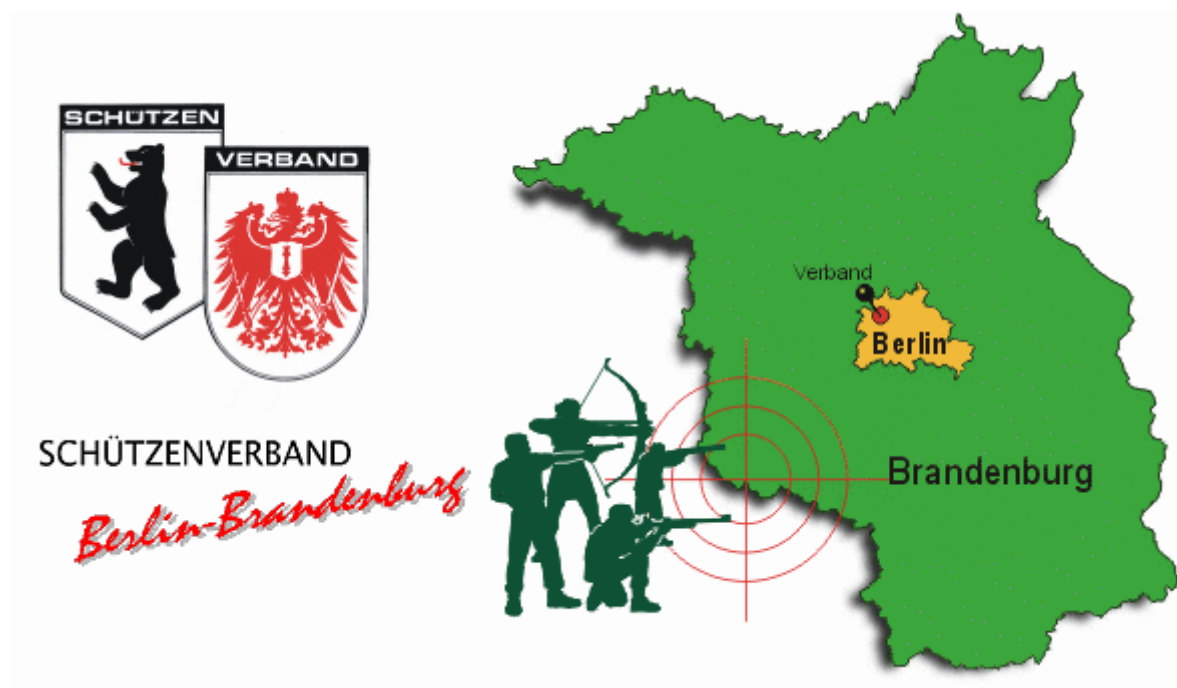 SCHÜTZEN
VERBAND
SCHÜTZENVERBAND
Berlin-Brandenburg
Verband
Berlin
Brandenburg